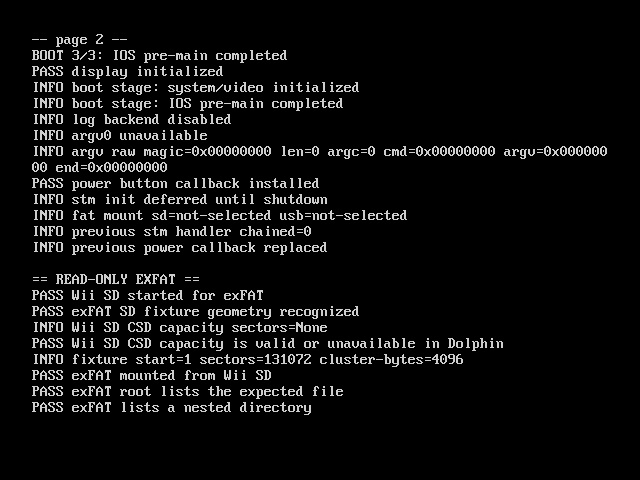 -- page 2 --
BOOT 3/3: IOS pre-main completed
PASS display initialized
INFO boot stage: system/video initialized
INFO boot stage: IOS pre-main completed
INFO log backend disabled
INFO argv0 unavailable
INFO argv raw magic=0x00000000 len=0 argc=0 cmd=0x00000000 argv=0x000000
00 end=0x00000000
PASS power button callback installed
INFO stm init deferred until shutdown
INFO fat mount sd=not-selected usb=not-selected
INFO previous stm handler chained=0
INFO previous power callback replaced
== READ-ONLY EXFAT ==
PASS Wii SD started for exFAT
PASS exFAT SD fixture geometry recognized
INFO Wii SD CSD capacity sectors=None
PASS Wii SD CSD capacity is valid or unavailable in Dolphin
INFO fixture start=1 sectors=131072 cluster-bytes=4096
PASS exFAT mounted from Wii SD
PASS exFAT root lists the expected file
PASS exFAT lists a nested directory